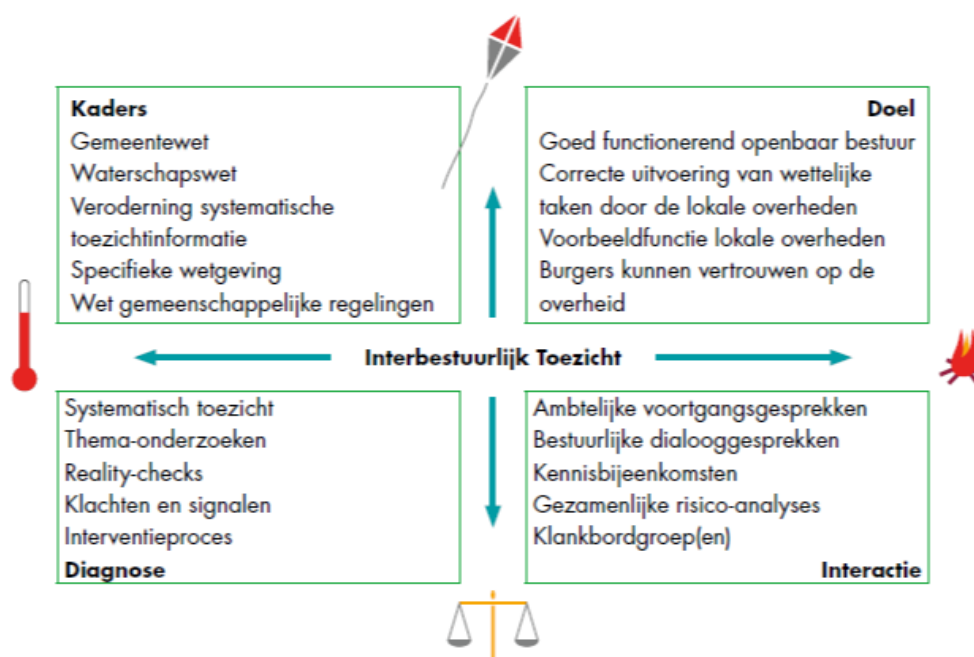 Kaders
Gemeentewet
Waterschapswet
Veroderning systematische
toezichtinformatie
Specifieke wetgeving
Wet gemeenschappelijke regelingen
Doel
Goed functionerend openbaar bestuur
Correcte uitvoering van wettelijke
taken door de lokale overheden
Voorbeeldfunctie lokale overheden
Burgers kunnen vertrouwen op de
overheid
Interbestuurlijk Toezicht
Systematisch toezicht
Thema-onderzoeken
Reality-checks
Klachten en signalen
Interventieproces
Diagnose
Ambtelijke voortgangsgesprekken
Bestuurlijke dialooggesprekken
Kennisbijeenkomsten
Gezamenlijke risico-analyses
Klankbordgroep(en)
Interactie